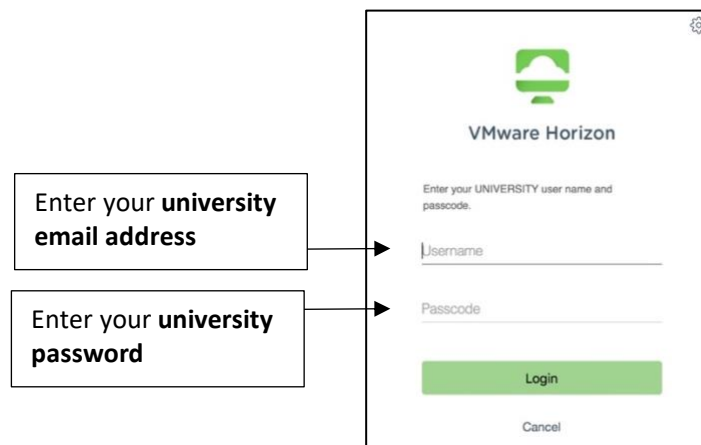 VMware Horizon
Enter your UNIVERSITY user name and
passcode.
Enter your university
email address
Username
Enter your university
password
Passcode
Login
Cancel